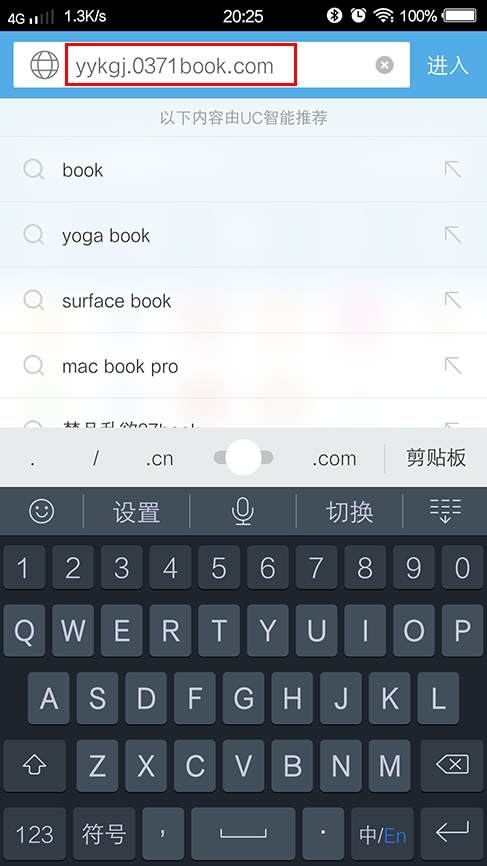 4G 1.3K/s 20:25 100%
yykgj.0371book.com 进入
以下内容由UC智能推荐
book
yoga book
surface book
mac book pro
. / .cn .com 剪贴板
设置 切换
1 2 3 4 5 6 7 8 9 0
Q W E R T Y U I O P
A S D F G H J K L
Z X C V B N M
123 符号 , . 中/En